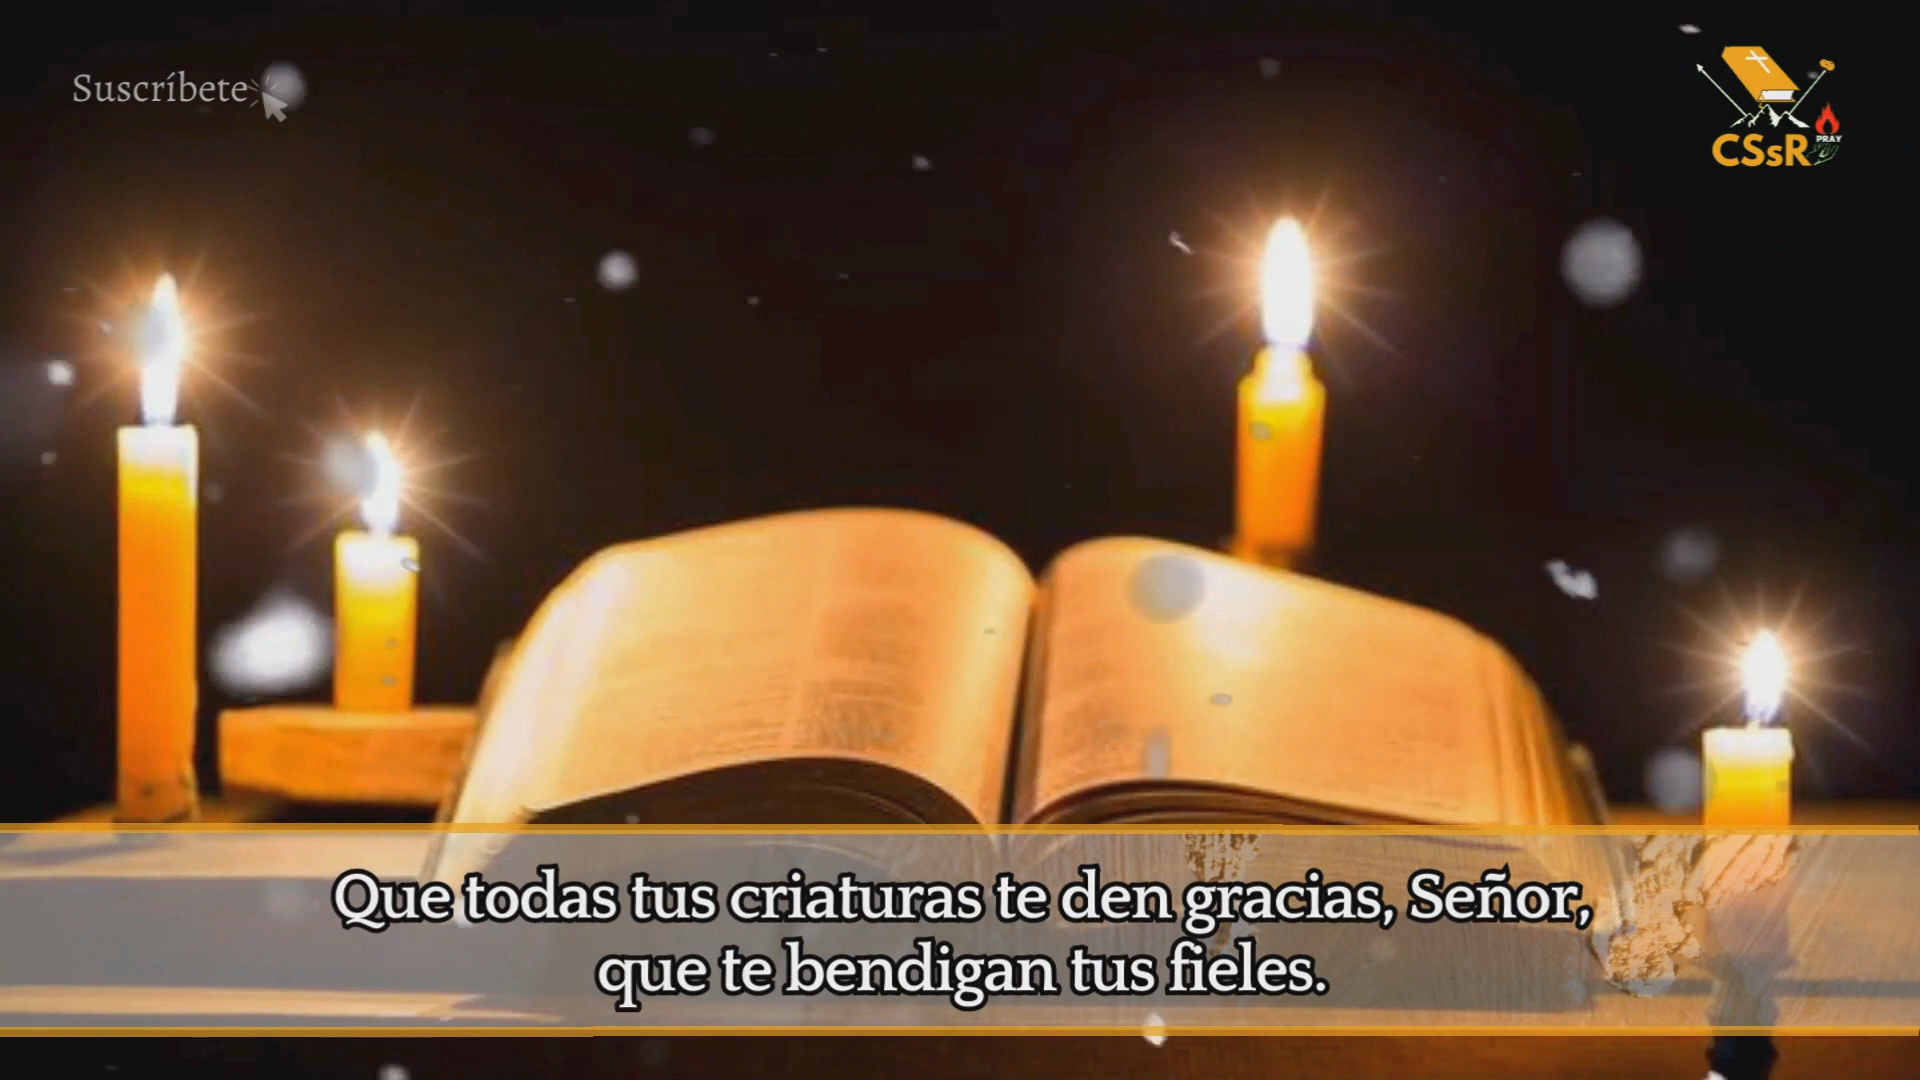 Suscríbete
CSsR
PRAY
Que todas tus criaturas te den gracias, Señor,
que te bendigan tus fieles.